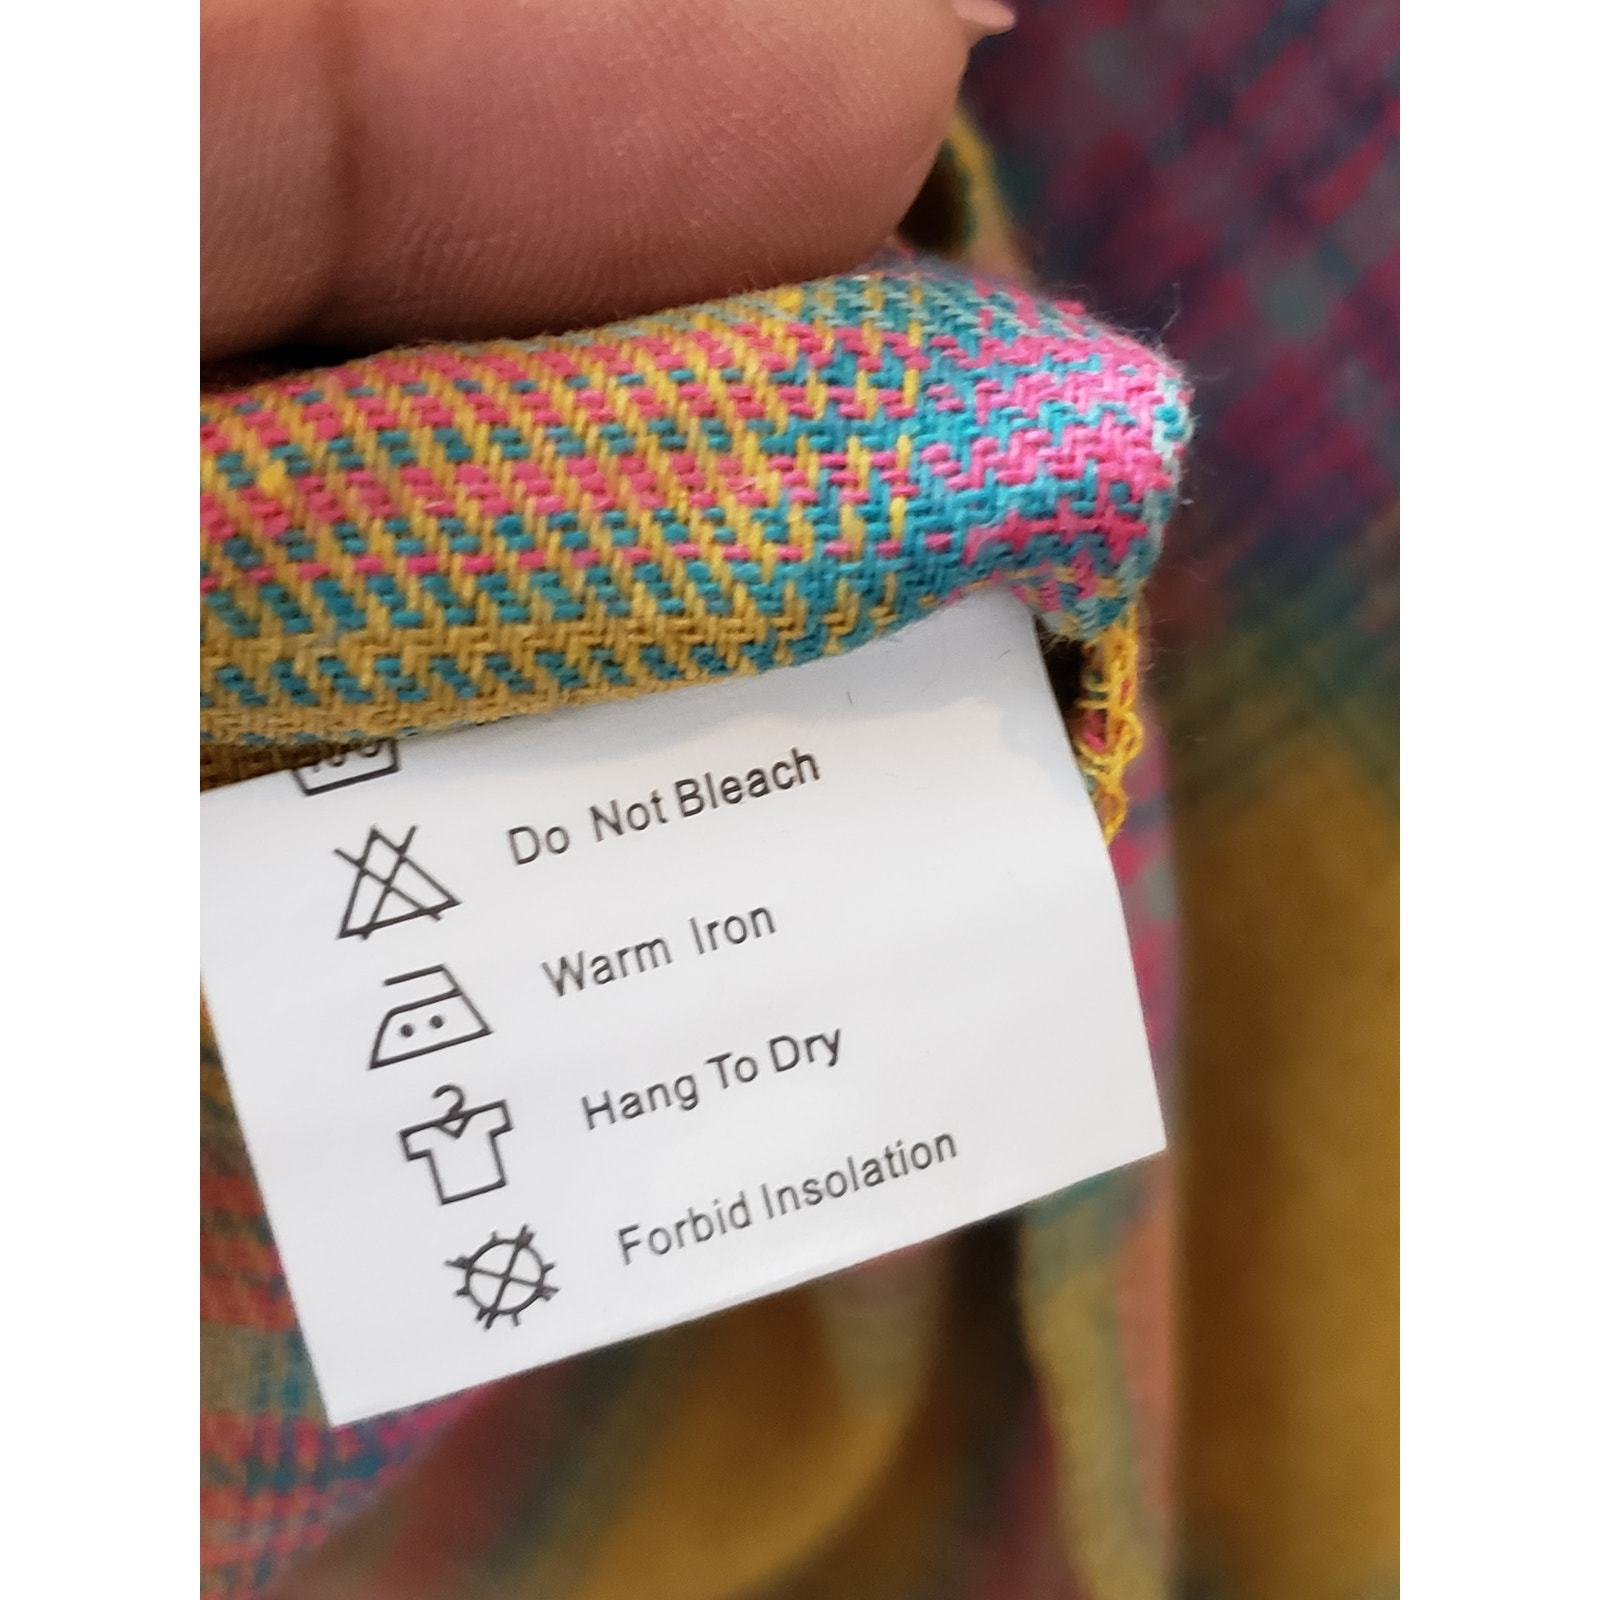 Do Not Bleach
Warm Iron
Hang To Dry
Forbid Insolation